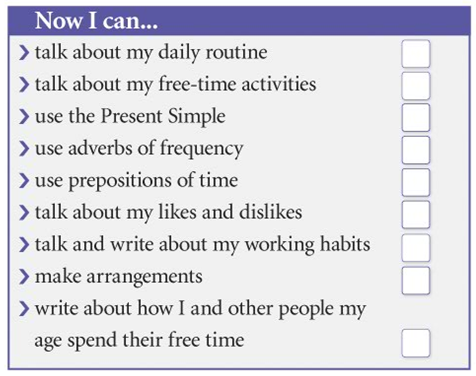 Now I can...
❯ talk about my daily routine
❯ talk about my free-time activities
❯ use the Present Simple
❯ use adverbs of frequency
❯ use prepositions of time
❯ talk about my likes and dislikes
❯ talk and write about my working habits
❯ make arrangements
❯ write about how I and other people my
age spend their free time